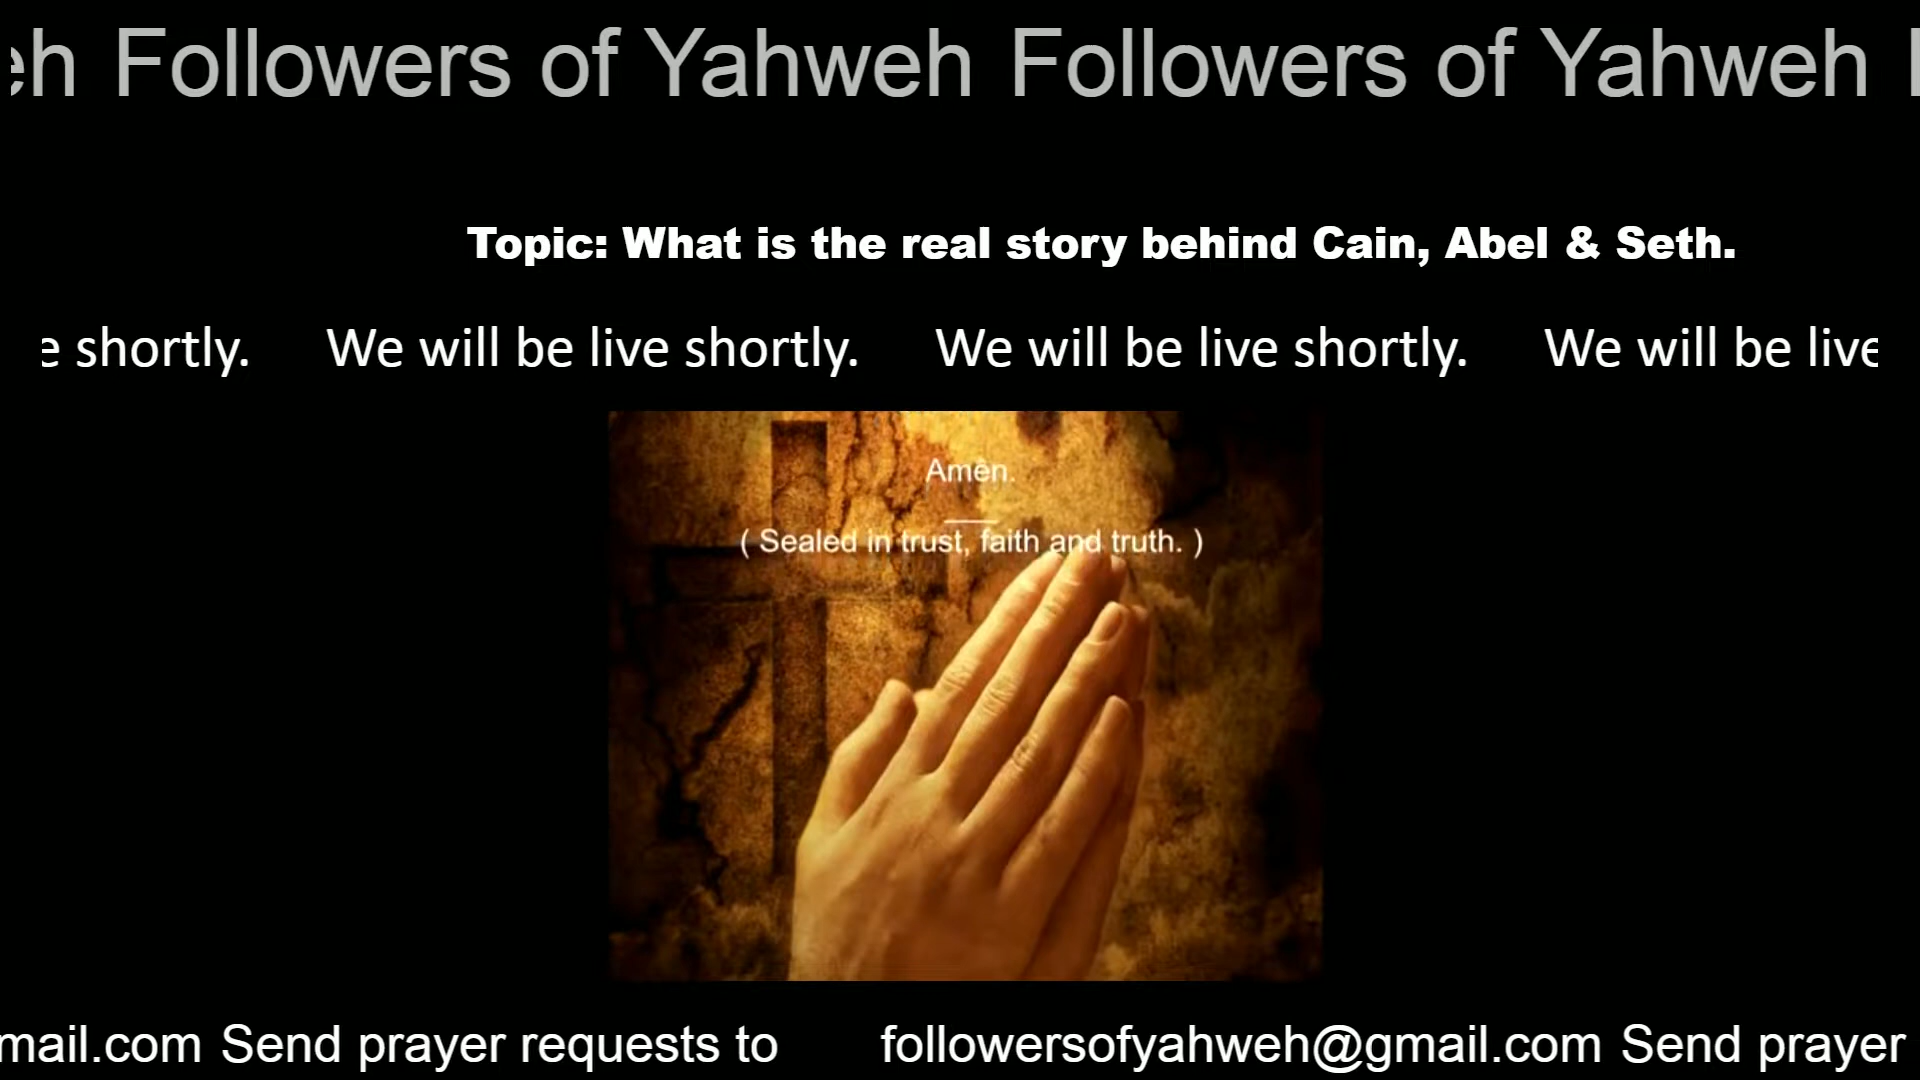 eh Followers of Yahweh Followers of Yahweh
Topic: What is the real story behind Cain, Abel & Seth.
e shortly. We will be live shortly. We will be live shortly. We will be live
Amen.
( Sealed in trust, faith and truth. )
mail.com Send prayer requests to followersofyahweh@gmail.com Send prayer